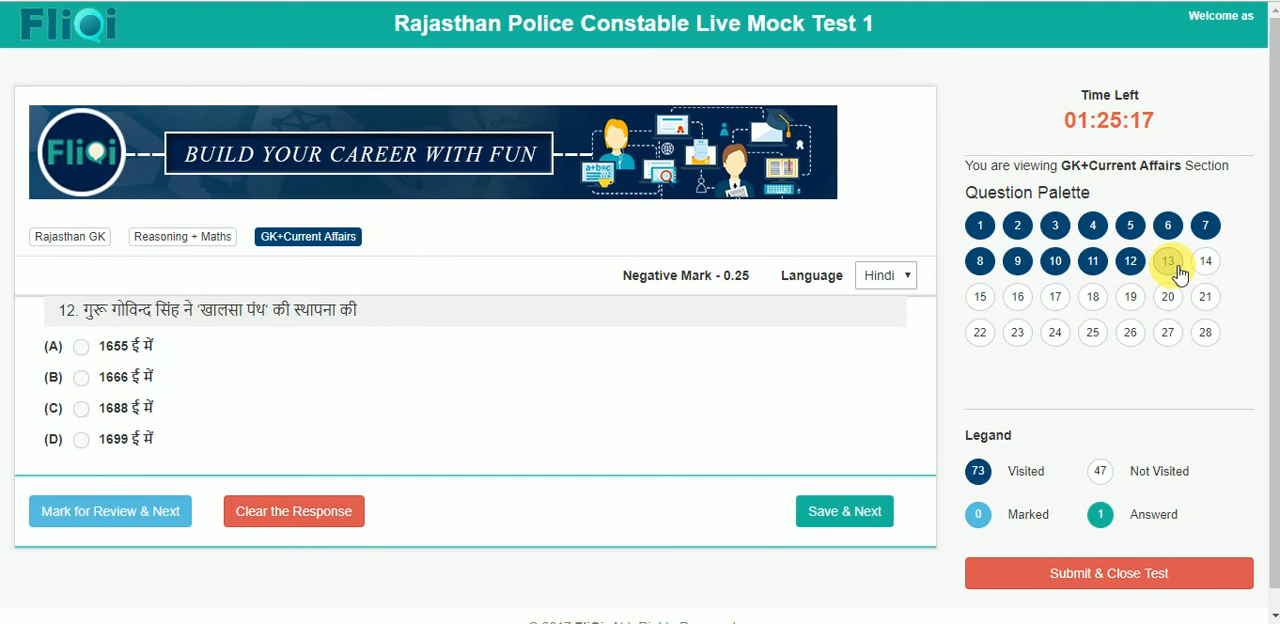 FliQi
Rajasthan Police Constable Live Mock Test 1
Welcome as
FliQi
BUILD YOUR CAREER WITH FUN
a+bc
Rajasthan GK
Reasoning + Maths
GK+Current Affairs
Negative Mark - 0.25
Language
Hindi
12. गुरू गोविन्द सिंह ने 'खालसा पंथ' की स्थापना की
(A) 1655 ई में
(B) 1666 ई में
(C) 1688 ई में
(D) 1699 ई में
Mark for Review & Next
Clear the Response
Save & Next
Time Left
01:25:17
You are viewing GK+Current Affairs Section
Question Palette
1 2 3 4 5 6 7
8 9 10 11 12 13 14
15 16 17 18 19 20 21
22 23 24 25 26 27 28
Legand
73 Visited
47 Not Visited
0 Marked
1 Answerd
Submit & Close Test